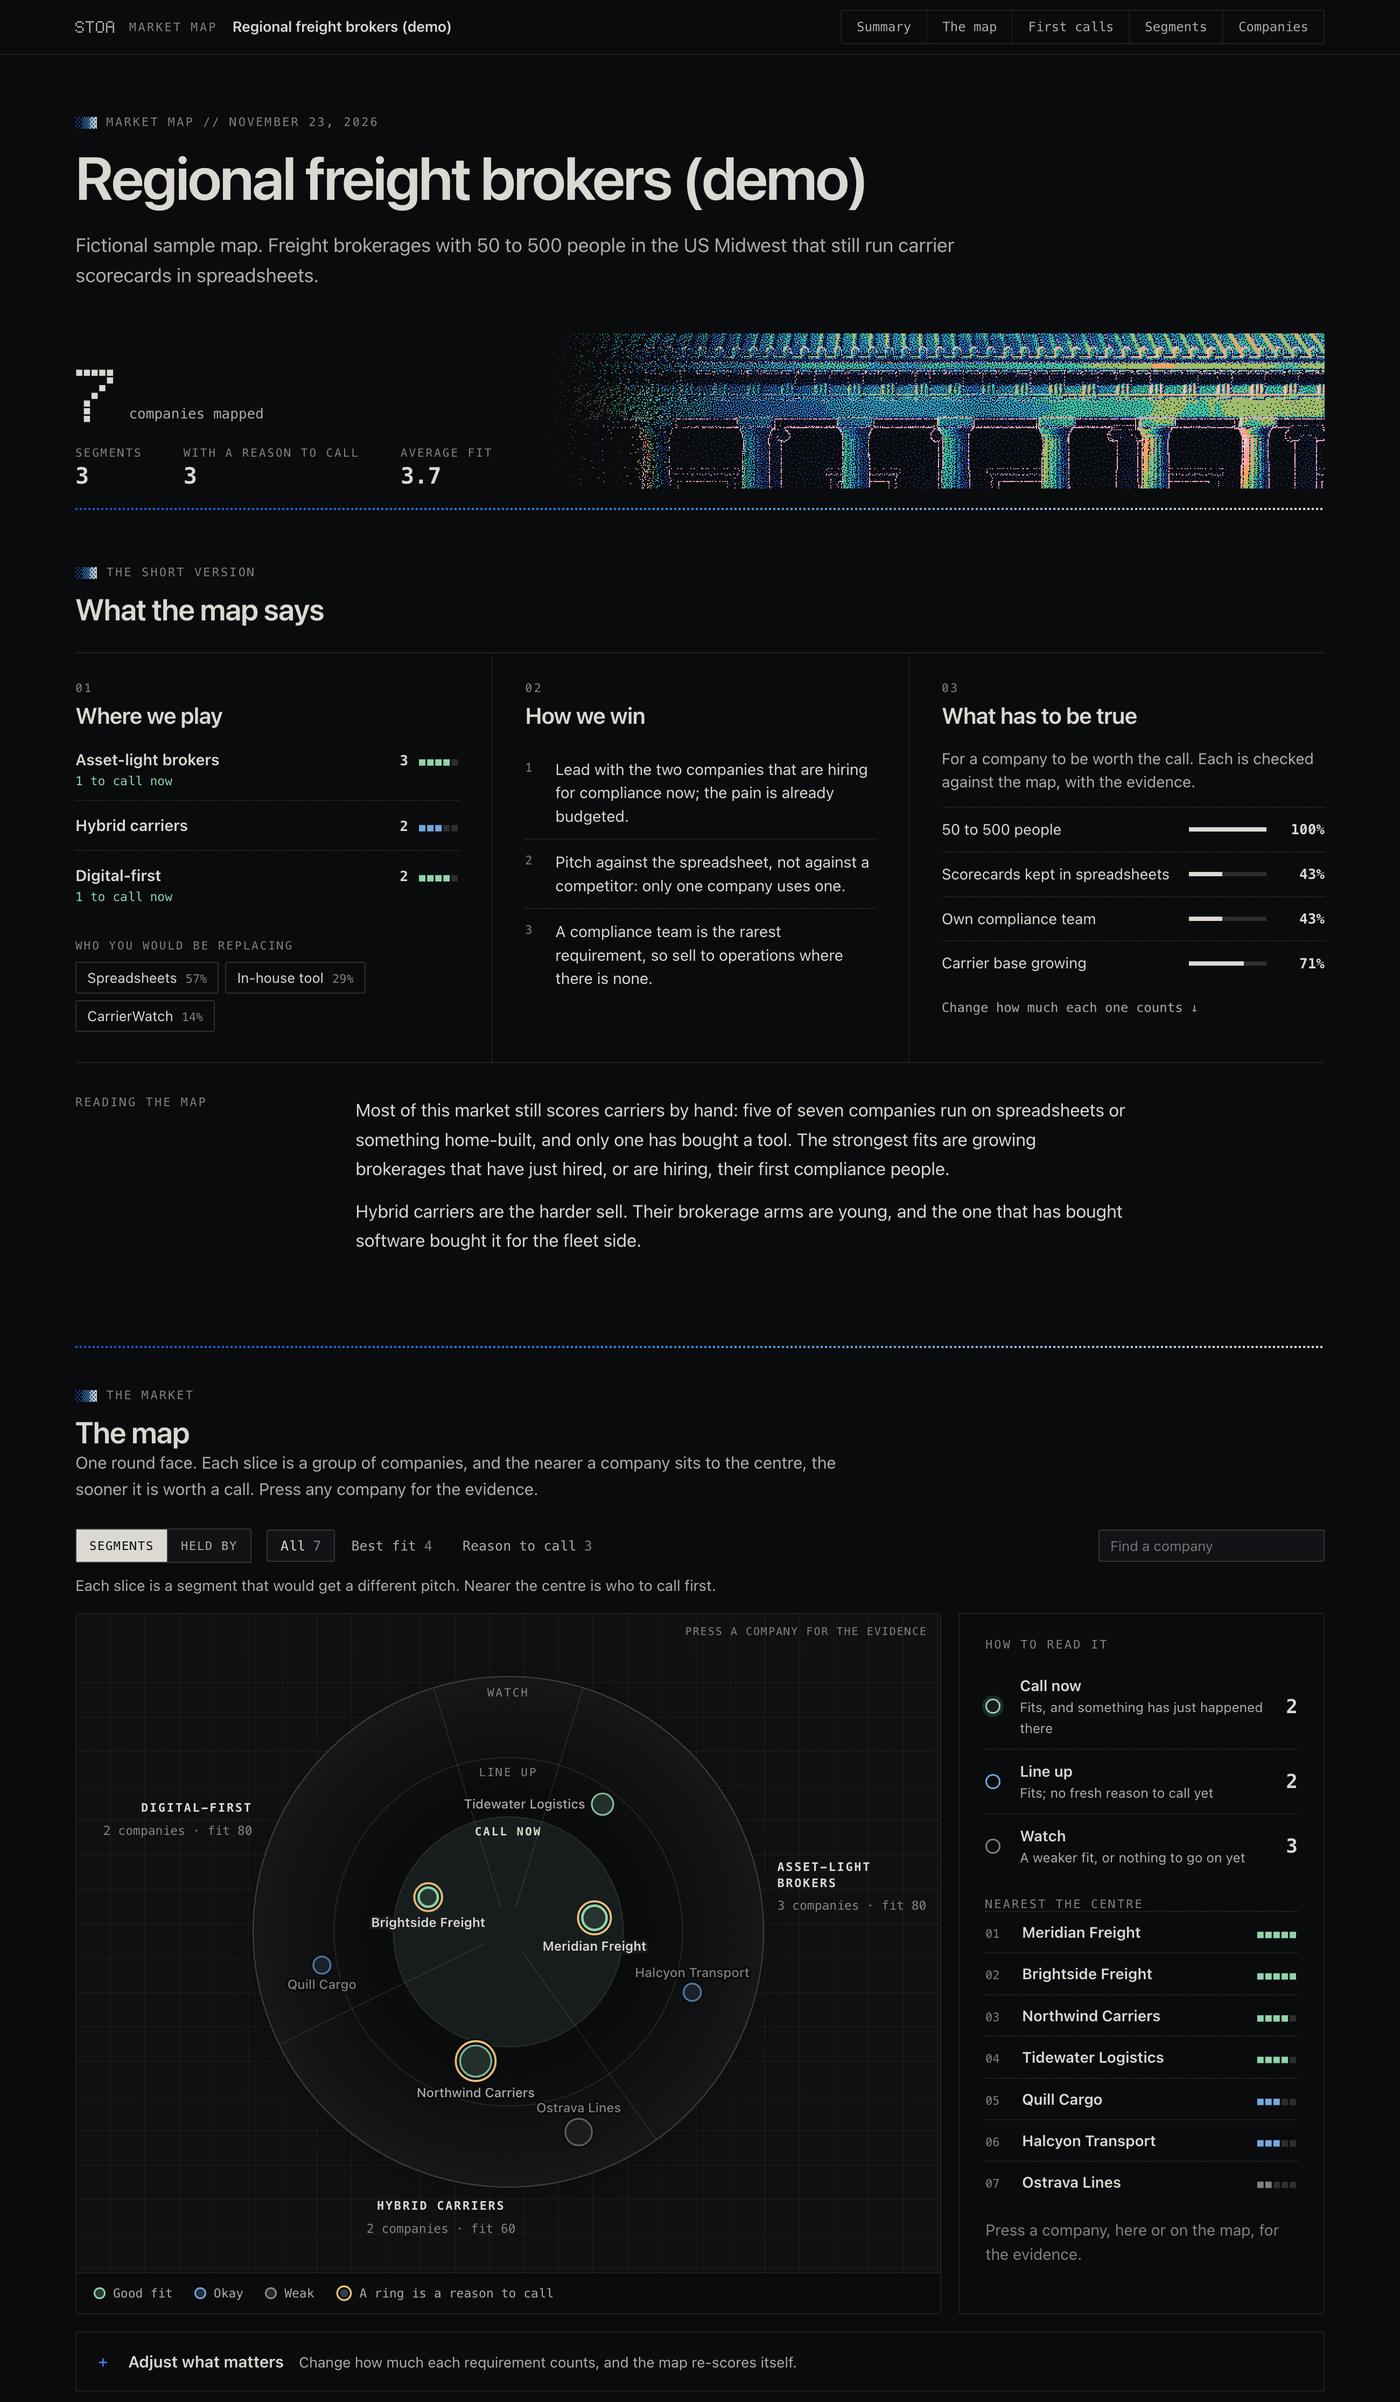 STOA MARKET MAP Regional freight brokers (demo)
Summary The map First calls Segments Companies
MARKET MAP // NOVEMBER 23, 2026
Regional freight brokers (demo)
Fictional sample map. Freight brokerages with 50 to 500 people in the US Midwest that still run carrier
scorecards in spreadsheets.
7 companies mapped
SEGMENTS WITH A REASON TO CALL AVERAGE FIT
3 3 3.7
THE SHORT VERSION
What the map says
01
Where we play
Asset-light brokers 3
1 to call now
Hybrid carriers 2
Digital-first 2
1 to call now
WHO YOU WOULD BE REPLACING
Spreadsheets 57% In-house tool 29%
CarrierWatch 14%
02
How we win
1 Lead with the two companies that are hiring
for compliance now; the pain is already
budgeted.
2 Pitch against the spreadsheet, not against a
competitor: only one company uses one.
3 A compliance team is the rarest
requirement, so sell to operations where
there is none.
03
What has to be true
For a company to be worth the call. Each is checked
against the map, with the evidence.
50 to 500 people 100%
Scorecards kept in spreadsheets 43%
Own compliance team 43%
Carrier base growing 71%
Change how much each one counts ↓
READING THE MAP
Most of this market still scores carriers by hand: five of seven companies run on spreadsheets or
something home-built, and only one has bought a tool. The strongest fits are growing
brokerages that have just hired, or are hiring, their first compliance people.
Hybrid carriers are the harder sell. Their brokerage arms are young, and the one that has bought
software bought it for the fleet side.
THE MARKET
The map
One round face. Each slice is a group of companies, and the nearer a company sits to the centre, the
sooner it is worth a call. Press any company for the evidence.
SEGMENTS HELD BY All 7 Best fit 4 Reason to call 3 Find a company
Each slice is a segment that would get a different pitch. Nearer the centre is who to call first.
PRESS A COMPANY FOR THE EVIDENCE
WATCH
LINE UP
Tidewater Logistics
DIGITAL-FIRST
2 companies · fit 80
CALL NOW
ASSET-LIGHT
BROKERS
3 companies · fit 80
Brightside Freight
Meridian Freight
Halcyon Transport
Quill Cargo
Northwind Carriers
Ostrava Lines
HYBRID CARRIERS
2 companies · fit 60
Good fit Okay Weak A ring is a reason to call
HOW TO READ IT
Call now
Fits, and something has just happened
there
2
Line up
Fits; no fresh reason to call yet
2
Watch
A weaker fit, or nothing to go on yet
3
NEAREST THE CENTRE
01 Meridian Freight
02 Brightside Freight
03 Northwind Carriers
04 Tidewater Logistics
05 Quill Cargo
06 Halcyon Transport
07 Ostrava Lines
Press a company, here or on the map, for
the evidence.
+ Adjust what matters Change how much each requirement counts, and the map re-scores itself.